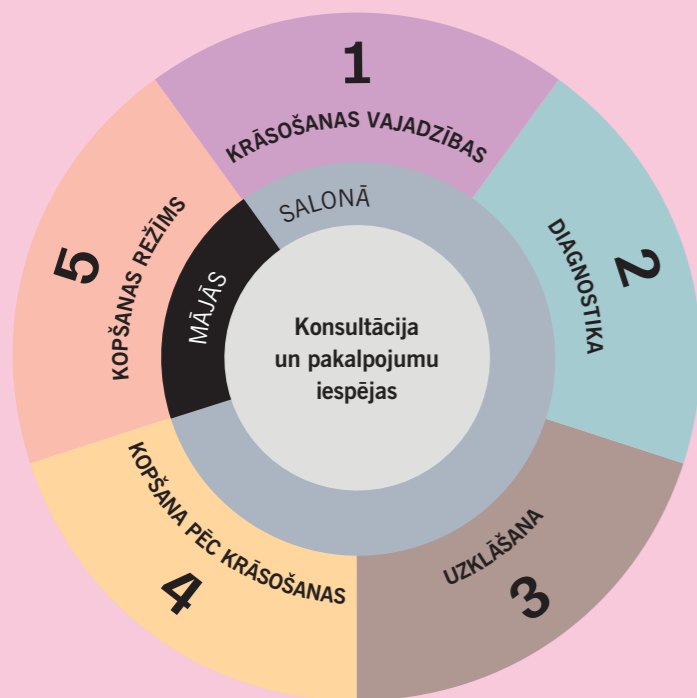 1
KRĀSOŠANAS VAJADZĪBAS
2
DIAGNOSTIKA
3
UZKLĀŠANA
4
KOPŠANA PĒC KRĀSOŠANAS
5
KOPŠANAS REŽĪMS
SALONĀ
MĀJĀS
Konsultācija
un pakalpojumu
iespējas